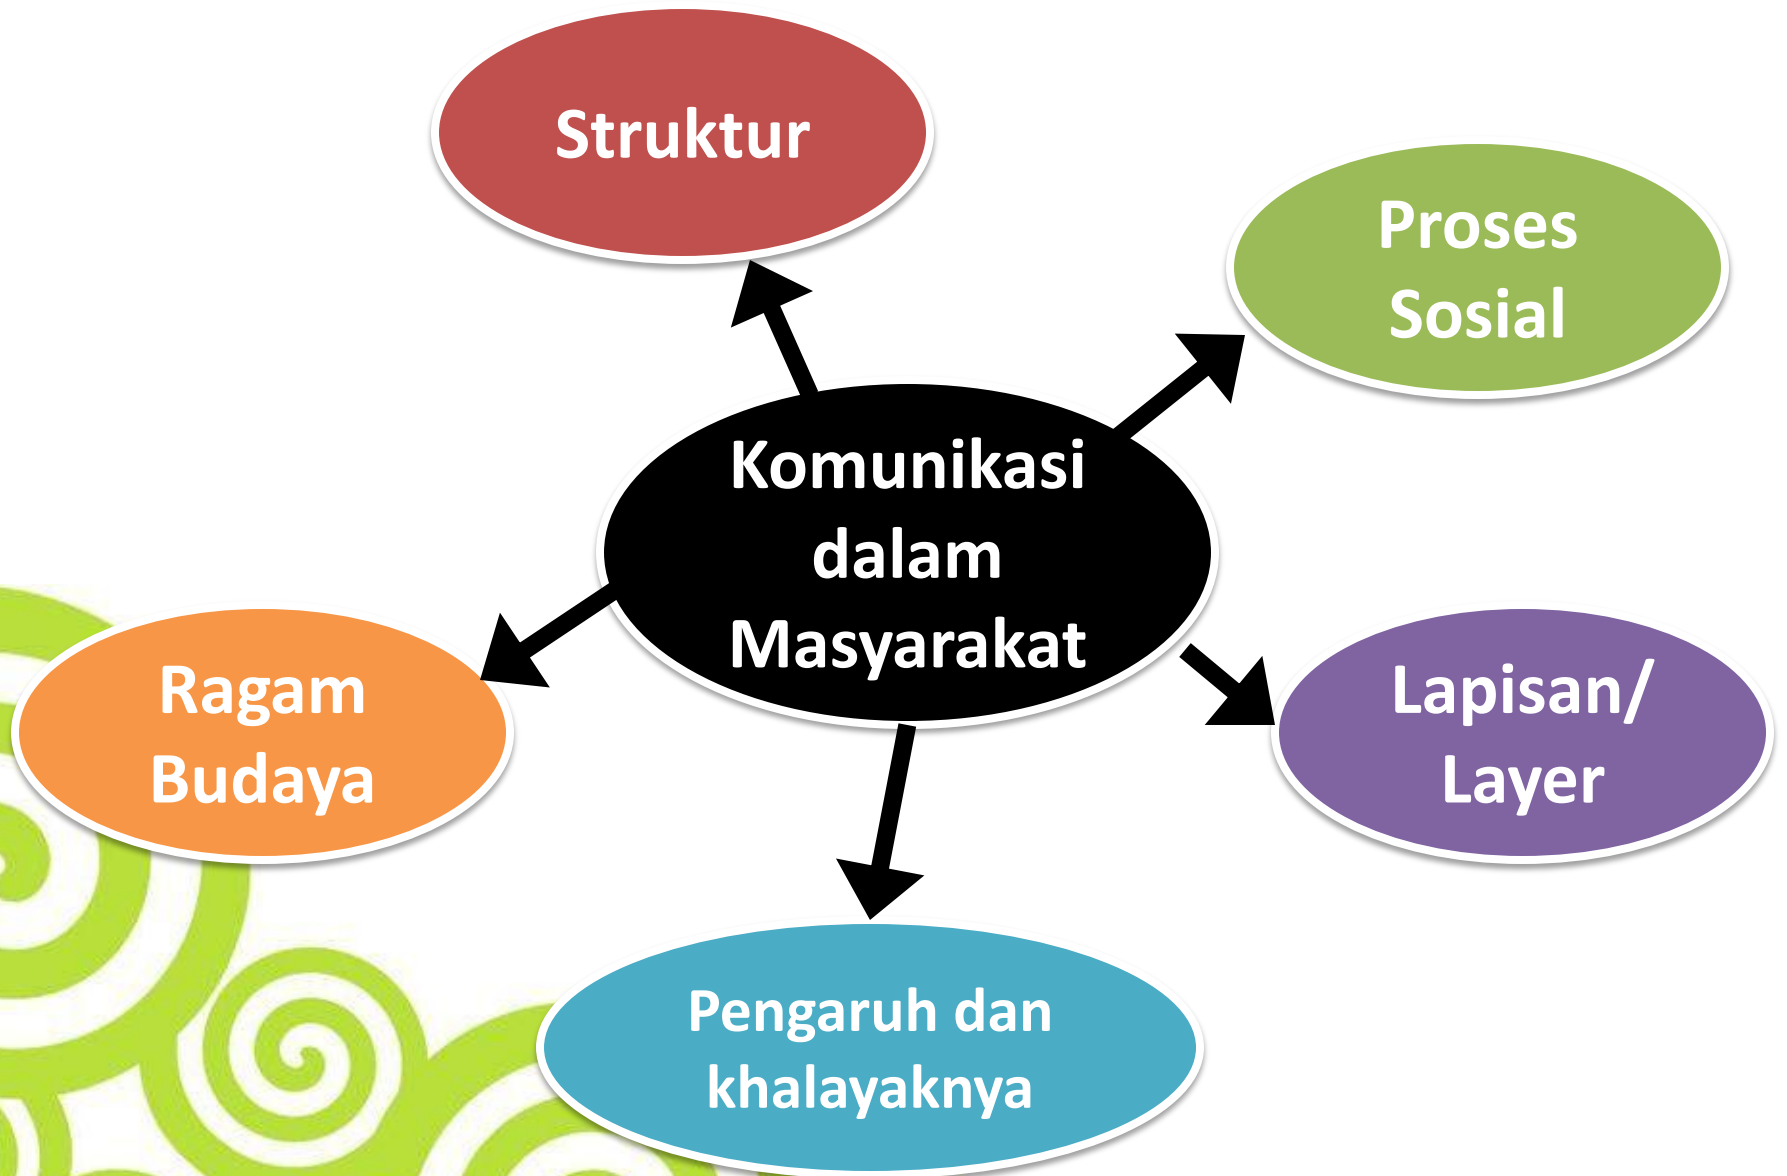 Struktur
Proses
Sosial
Komunikasi
dalam
Masyarakat
Ragam
Budaya
Lapisan/
Layer
Pengaruh dan
khalayaknya